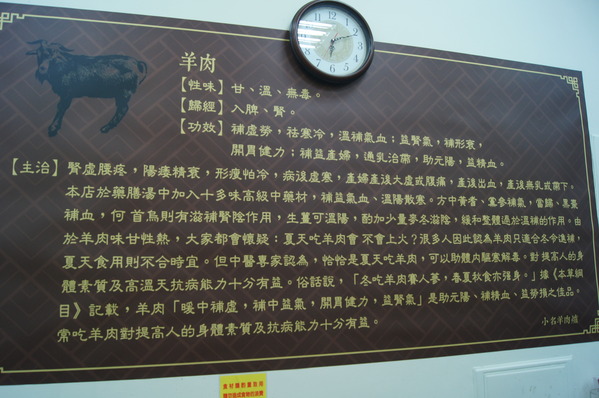 羊肉
【性味】甘、溫、無毒。
【歸經】入脾、腎。
【功效】補虛勞，祛寒冷，溫補氣血；益腎氣，補形衰，
開胃健力；補益產婦，通乳治帶，助元陽，益精血。
【主治】腎虛腰疼，陽痿精衰，形瘦怕冷，病後虛寒，產婦產後大虛或腹痛，產後出血，產後無乳或帶下。
本店於藥膳湯中加入十多味高級中藥材，補益氣血、溫陽散寒。方中黃耆、黨參補氣，當歸、熟棗
補血，何首烏則有滋補腎陰作用，生薑可溫陽，酌加少量麥冬滋陰，緩和整體過於溫補的作用。由
於羊肉味甘性熱，大家都會懷疑：夏天吃羊肉會不會上火？很多人因此認為羊肉只適合冬令進補，
夏天食用則不合時宜。但中醫專家認為，恰恰是夏天吃羊肉，可以助體內驅寒解毒。對提高人的身
體素質及高溫天抗病能力十分有益。俗話說，「冬吃羊肉賽人蔘，春夏秋食亦強身。」據《本草綱
目》記載，羊肉「暖中補虛，補中益氣，開胃健力，益腎氣」是助元陽、補精血、益勞損之佳品。
常吃羊肉對提高人的身體素質及抗病能力十分有益。
小名羊肉爐